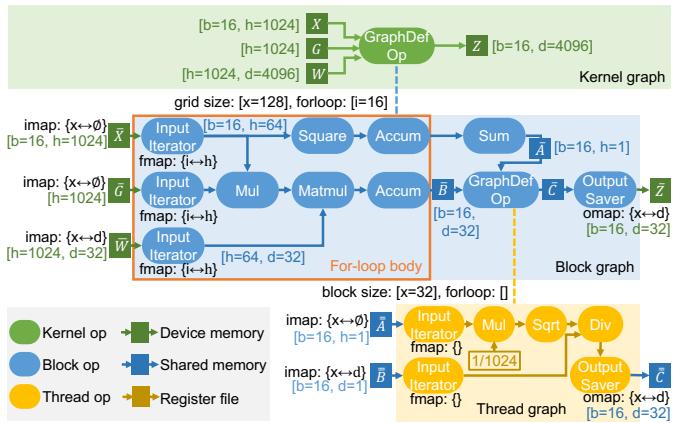 [b=16, h=1024]
X
[h=1024]
G
[h=1024, d=4096]
W
GraphDef
Op
Z
[b=16, d=4096]
Kernel graph
grid size: [x=128], forloop: [i=16]
imap: {x↔∅}
[b=16, h=1024]
X̄
Input
Iterator
fmap: {i↔h}
[b=16, h=64]
Square
Accum
Sum
Ā
[b=16, h=1]
imap: {x↔∅}
[h=1024]
Ḡ
Input
Iterator
fmap: {i↔h}
Mul
Matmul
Accum
B̄
[b=16,
d=32]
GraphDef
Op
C̄
Output
Saver
Z̄
omap: {x↔d}
[b=16, d=32]
imap: {x↔d}
[h=1024, d=32]
W̄
Input
Iterator
fmap: {i↔h}
[h=64, d=32]
For-loop body
Block graph
block size: [x=32], forloop: []
Kernel op
Device memory
Block op
Shared memory
Thread op
Register file
imap: {x↔∅}
[b=16, h=1]
A̿
Input
Iterator
fmap: {}
Mul
Sqrt
Div
1/1024
imap: {x↔d}
[b=16, d=1]
B̿
Input
Iterator
fmap: {}
Output
Saver
C̿
omap: {x↔d}
[b=16, d=32]
Thread graph